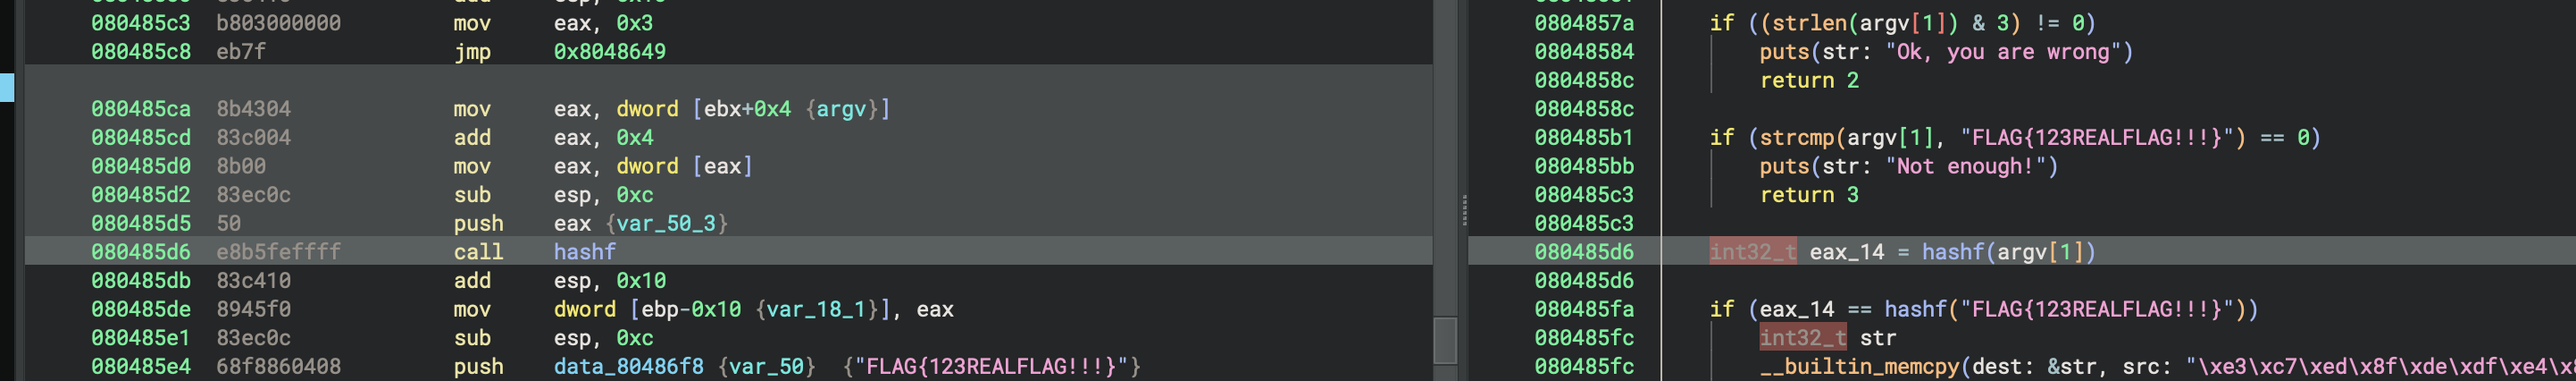 080485c3 b803000000 mov eax, 0x3
080485c8 eb7f jmp 0x8048649
080485ca 8b4304 mov eax, dword [ebx+0x4 {argv}]
080485cd 83c004 add eax, 0x4
080485d0 8b00 mov eax, dword [eax]
080485d2 83ec0c sub esp, 0xc
080485d5 50 push eax {var_50_3}
080485d6 e8b5feffff call hashf
080485db 83c410 add esp, 0x10
080485de 8945f0 mov dword [ebp-0x10 {var_18_1}], eax
080485e1 83ec0c sub esp, 0xc
080485e4 68f8860408 push data_80486f8 {var_50} {"FLAG{123REALFLAG!!!}"}
0804857a if ((strlen(argv[1]) & 3) != 0)
08048584 puts(str: "Ok, you are wrong")
0804858c return 2
0804858c
080485b1 if (strcmp(argv[1], "FLAG{123REALFLAG!!!}") == 0)
080485bb puts(str: "Not enough!")
080485c3 return 3
080485c3
080485d6 int32_t eax_14 = hashf(argv[1])
080485d6
080485fa if (eax_14 == hashf("FLAG{123REALFLAG!!!}"))
080485fc int32_t str
080485fc __builtin_memcpy(dest: &str, src: "\xe3\xc7\xed\x8f\xde\xdf\xe4\x